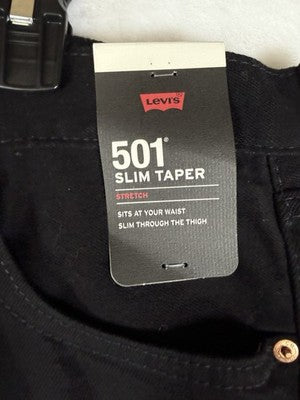 Levi's
501®
SLIM TAPER
STRETCH
SITS AT YOUR WAIST
SLIM THROUGH THE THIGH